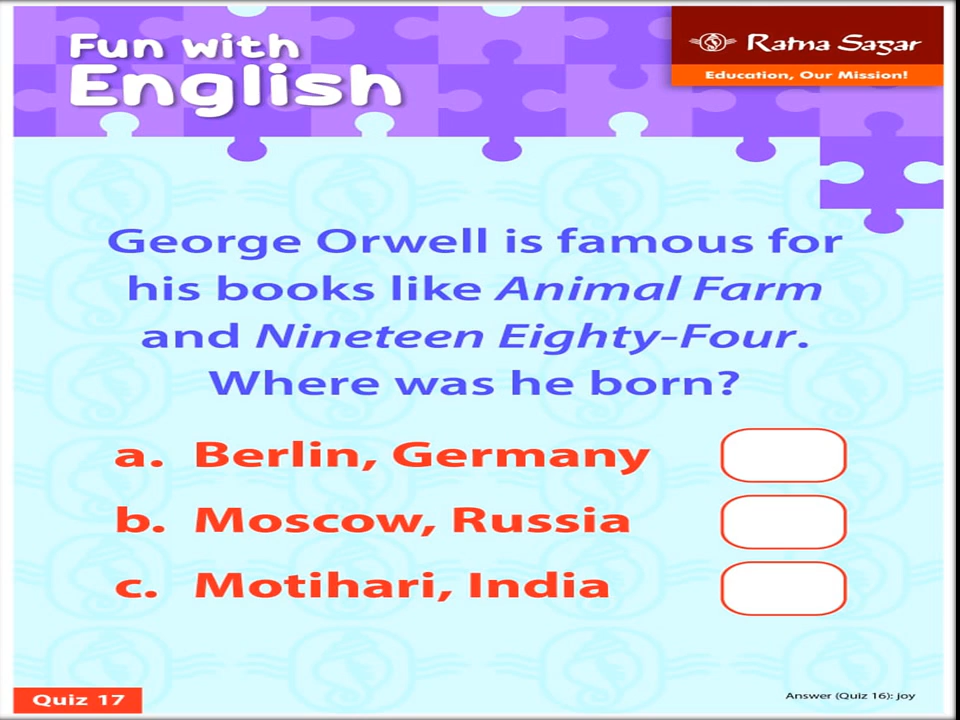 Fun with
English
Ratna Sagar
Education, Our Mission!
George Orwell is famous for
his books like Animal Farm
and Nineteen Eighty-Four.
Where was he born?
a. Berlin, Germany
b. Moscow, Russia
c. Motihari, India
Quiz 17
Answer (Quiz 16): joy